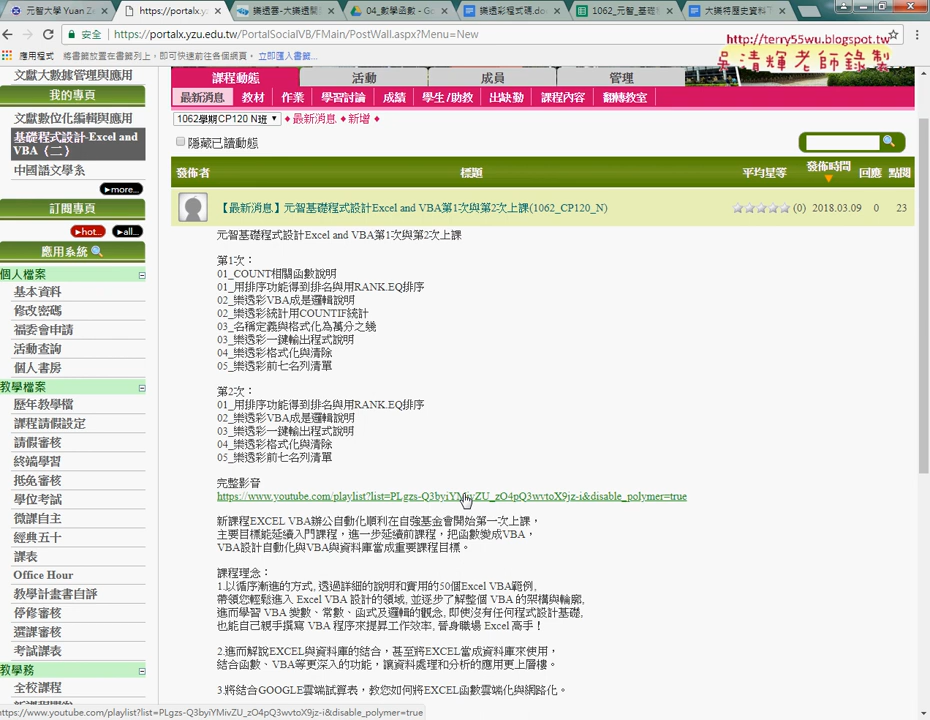 元智大學 Yuan Z
https://portalx.yz
樂透雲-大樂透開
04_數學函數 - Go
樂透彩程式碼.do
1062_元智_基礎
大樂特歷史資料下
安全
https://portalx.yzu.edu.tw/PortalSocialVB/FMain/PostWall.aspx?Menu=New
http://terry55wu.blogspot.tw
吳清輝老師錄製
應用程式
如要快速前往各個網頁，
立即匯入書籤...
文獻大數據管理與應用
我的專頁
文獻數位化編輯與應用
基礎程式設計-Excel and
VBA（二）
中國語文學系
▶more...
訂閱專頁
▶hot...
▶all...
應用系統
個人檔案
基本資料
修改密碼
福委會申請
活動查詢
個人書房
教學檔案
歷年教學檔
課程請假設定
請假審核
終端學習
抵免審核
學位考試
微課自主
經典五十
課表
Office Hour
教學計畫書自評
停修審核
選課審核
考試課表
教學務
全校課程
課程動態
活動
成員
管理
最新消息
教材
作業
學習討論
成績
學生/助教
出缺勤
課程內容
翻轉教室
1062學期CP120 N班
♦最新消息 ♦新增 ♦
隱藏已讀動態
發佈者
標題
平均星等
發佈時間
回應
點閱
【最新消息】元智基礎程式設計Excel and VBA第1次與第2次上課(1062_CP120_N)
(0)
2018.03.09
0
23
元智基礎程式設計Excel and VBA第1次與第2次上課
第1次：
01_COUNT相關函數說明
01_用排序功能得到排名與用RANK.EQ排序
02_樂透彩VBA成是邏輯說明
02_樂透彩統計用COUNTIF統計
03_名稱定義與格式化為萬分之幾
03_樂透彩一鍵輸出程式說明
04_樂透彩格式化與清除
05_樂透彩前七名列清單
第2次：
01_用排序功能得到排名與用RANK.EQ排序
02_樂透彩VBA成是邏輯說明
03_樂透彩一鍵輸出程式說明
04_樂透彩格式化與清除
05_樂透彩前七名列清單
完整影音
https://www.youtube.com/playlist?list=PLgzs-Q3byiYMivZU_zO4pQ3wvtoX9jz-i&disable_polymer=true
新課程EXCEL VBA辦公自動化順利在自強基金會開始第一次上課，
主要目標能延續入門課程，進一步延續前課程，把函數變成VBA，
VBA設計自動化與VBA與資料庫當成重要課程目標。
課程理念：
1.以循序漸進的方式, 透過詳細的說明和實用的50個Excel VBA範例,
帶領您輕鬆進入 Excel VBA 設計的領域, 並逐步了解整個 VBA 的架構與輪廓,
進而學習 VBA 變數、常數、函式及邏輯的觀念, 即使沒有任何程式設計基礎,
也能自己親手撰寫 VBA 程序來提昇工作效率, 晉身職場 Excel 高手！
2.進而解說EXCEL與資料庫的結合，甚至將EXCEL當成資料庫來使用，
結合函數、VBA等更深入的功能，讓資料處理和分析的應用更上層樓。
3.將結合GOOGLE雲端試算表，教您如何將EXCEL函數雲端化與網路化。
https://www.youtube.com/playlist?list=PLgzs-Q3byiYMivZU_zO4pQ3wvtoX9jz-i&disable_polymer=true